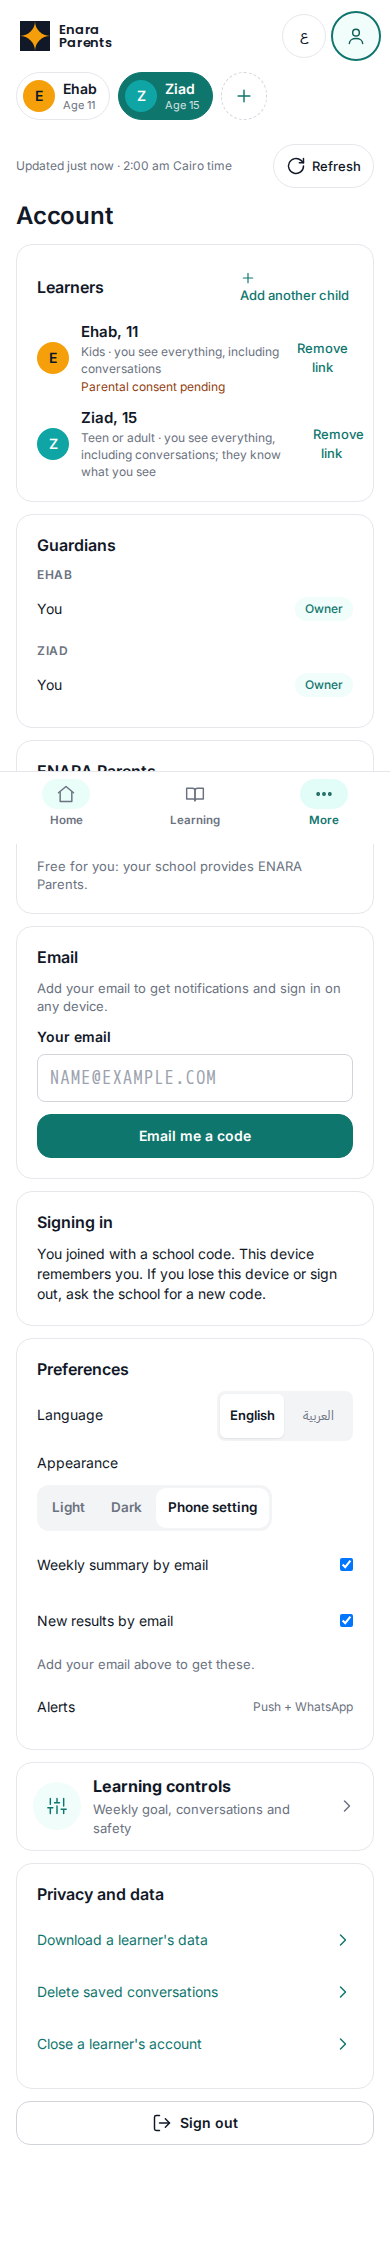 Enara
Parents
ع
E
Ehab
Age 11
Z
Ziad
Age 15
Updated just now · 2:00 am Cairo time
Refresh
Account
Learners
Add another child
E
Ehab, 11
Kids · you see everything, including
conversations
Parental consent pending
Remove
link
Z
Ziad, 15
Teen or adult · you see everything,
including conversations; they know
what you see
Remove
link
Guardians
EHAB
You
Owner
ZIAD
You
Owner
ENARA Parents
Home
Learning
More
Free for you: your school provides ENARA
Parents.
Email
Add your email to get notifications and sign in on
any device.
Your email
NAME@EXAMPLE.COM
Email me a code
Signing in
You joined with a school code. This device
remembers you. If you lose this device or sign
out, ask the school for a new code.
Preferences
Language
English
العربية
Appearance
Light
Dark
Phone setting
Weekly summary by email
New results by email
Add your email above to get these.
Alerts
Push + WhatsApp
Learning controls
Weekly goal, conversations and
safety
Privacy and data
Download a learner's data
Delete saved conversations
Close a learner's account
Sign out